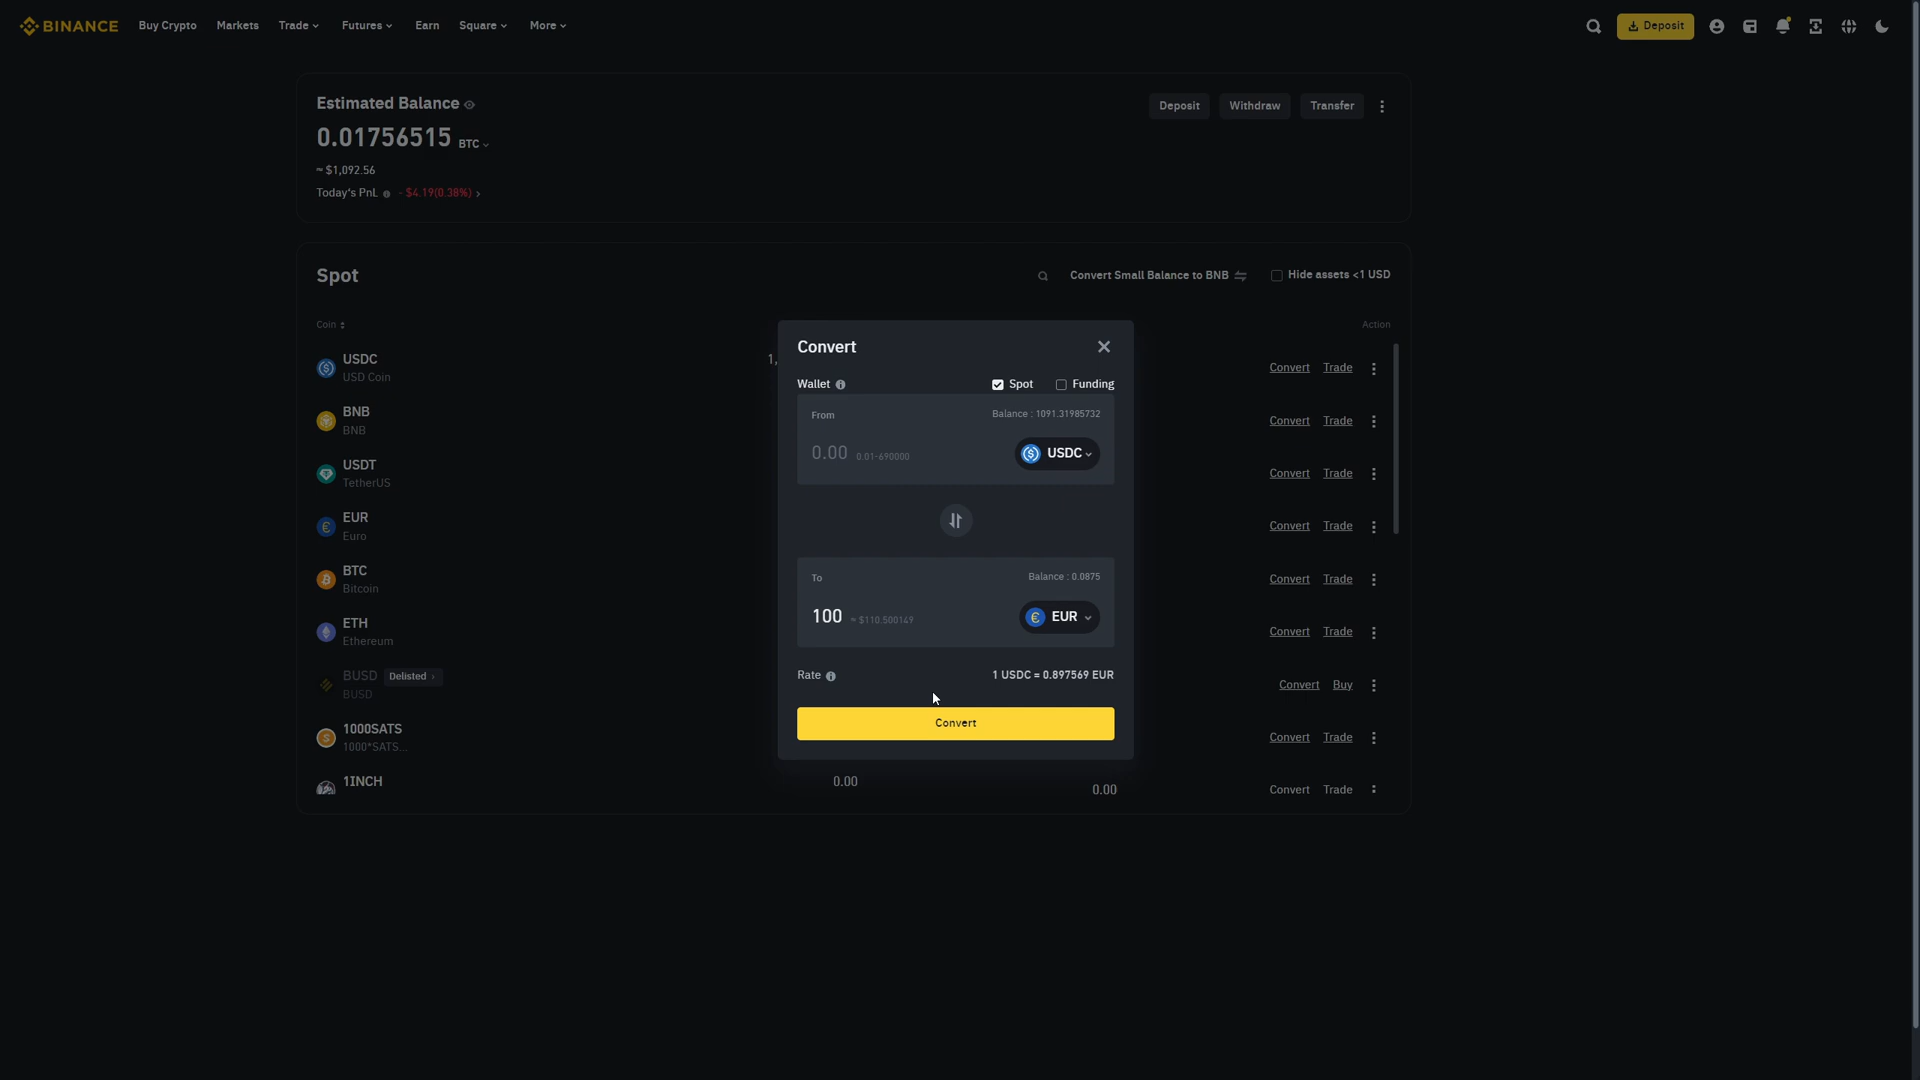 BINANCE Buy Crypto Markets Trade Futures Earn Square More Deposit
Estimated Balance Deposit Withdraw Transfer
0.01756515 BTC
≈ $1,092.56
Today's PnL - $4.19(0.38%)
Spot Convert Small Balance to BNB Hide assets <1 USD
Coin Action
USDC 1, Convert Trade
USD Coin
BNB Convert Trade
BNB
USDT Convert Trade
TetherUS
EUR Convert Trade
Euro
BTC Convert Trade
Bitcoin
ETH Convert Trade
Ethereum
BUSD Delisted Convert Buy
BUSD
1000SATS Convert Trade
1000*SATS...
1INCH 0.00 0.00 Convert Trade
Convert
Wallet Spot Funding
From Balance : 1091.31985732
0.00 0.01-690000 USDC
To Balance : 0.0875
100 ≈ $110.500149 EUR
Rate 1 USDC = 0.897569 EUR
Convert